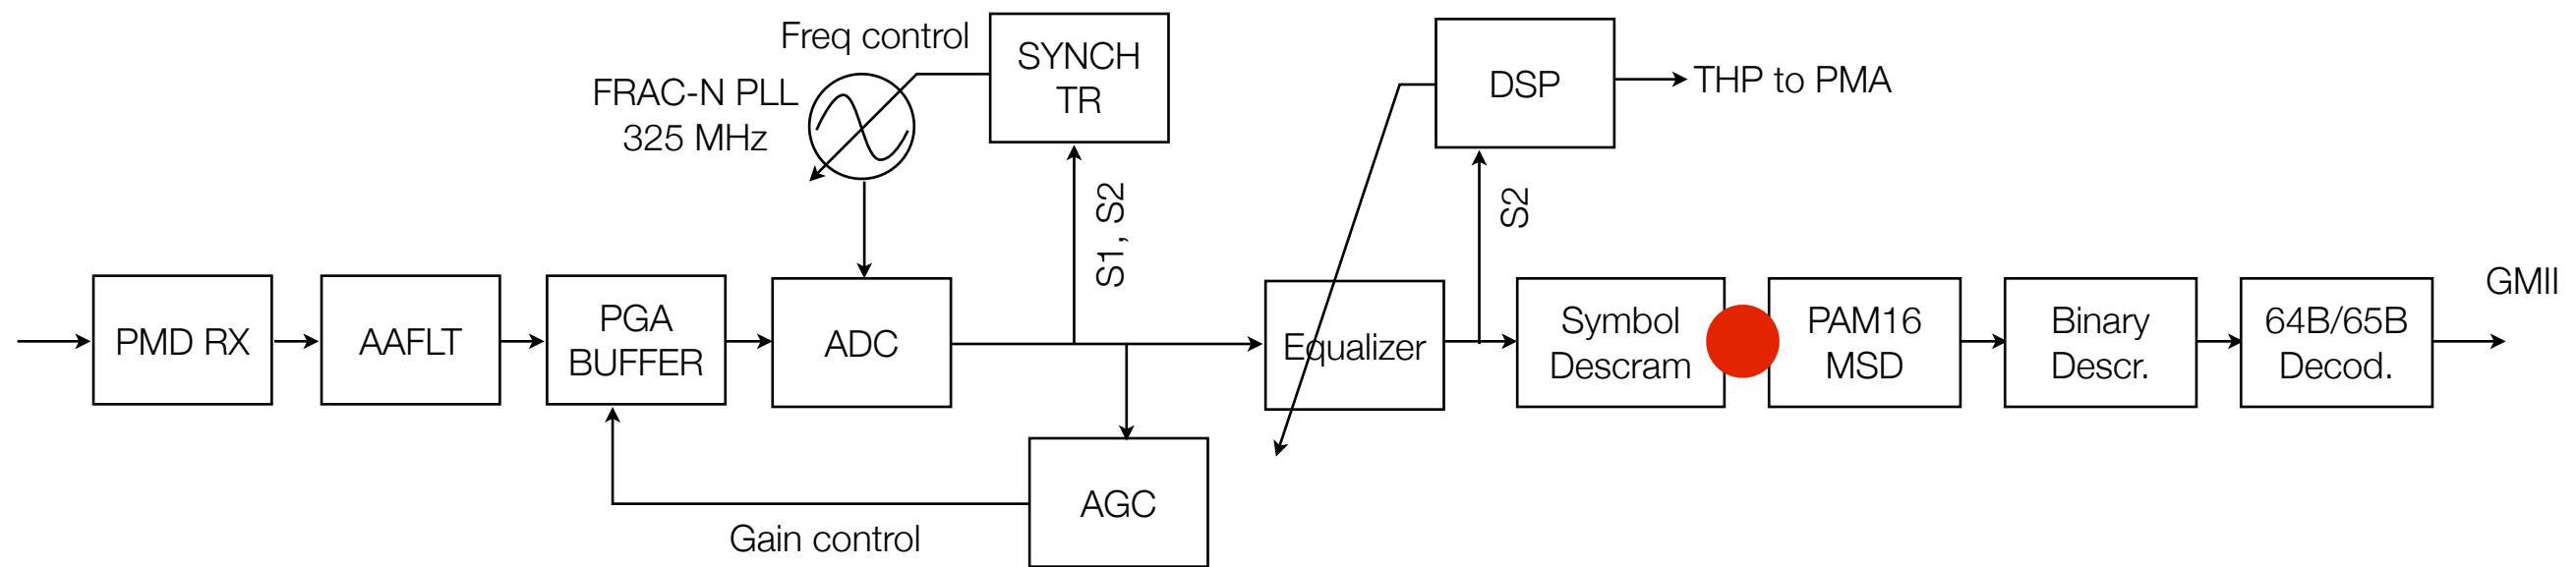 Freq control
FRAC-N PLL
325 MHz
SYNCH
TR
DSP
THP to PMA
S1, S2
S2
GMII
PMD RX
AAFLT
PGA
BUFFER
ADC
Equalizer
Symbol
Descram
PAM16
MSD
Binary
Descr.
64B/65B
Decod.
AGC
Gain control